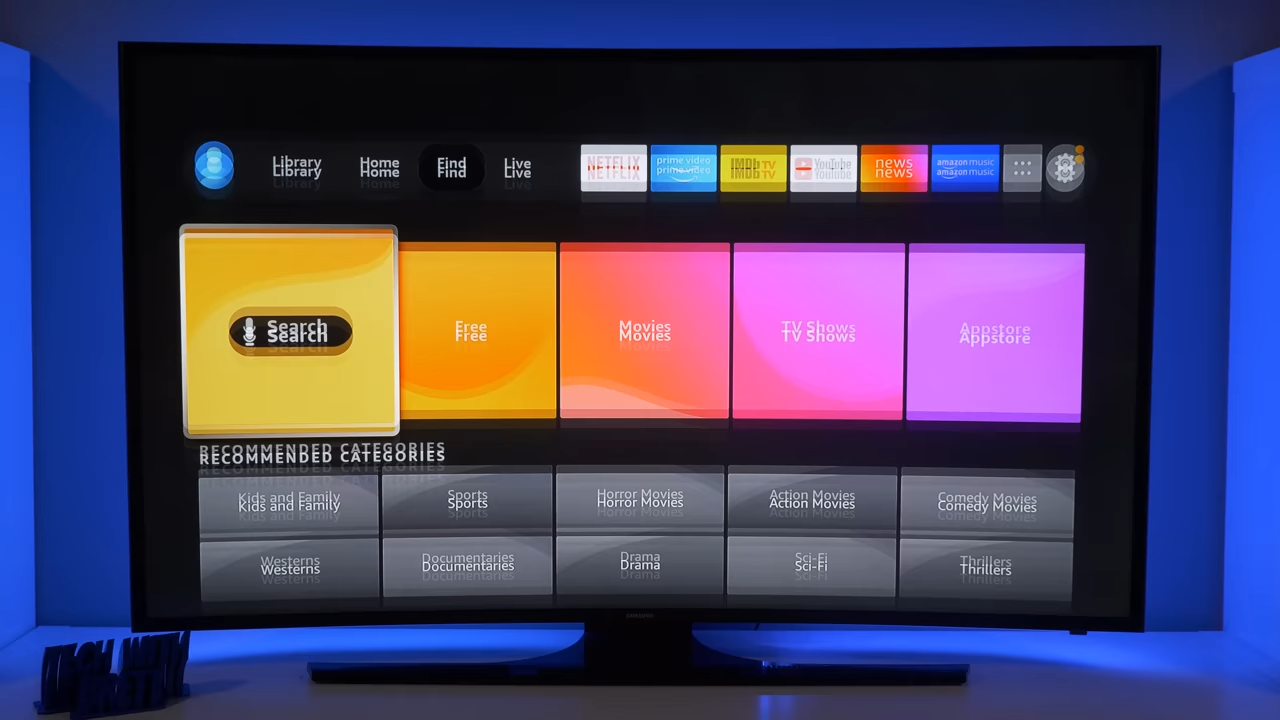 Library
Home
Find
Live
NETFLIX
prime video
IMDb TV
YouTube
news
amazon music
Search
Free
Movies
TV Shows
Appstore
RECOMMENDED CATEGORIES
Kids and Family
Sports
Horror Movies
Action Movies
Comedy Movies
Westerns
Documentaries
Drama
Sci-Fi
Thrillers
SAMSUNG